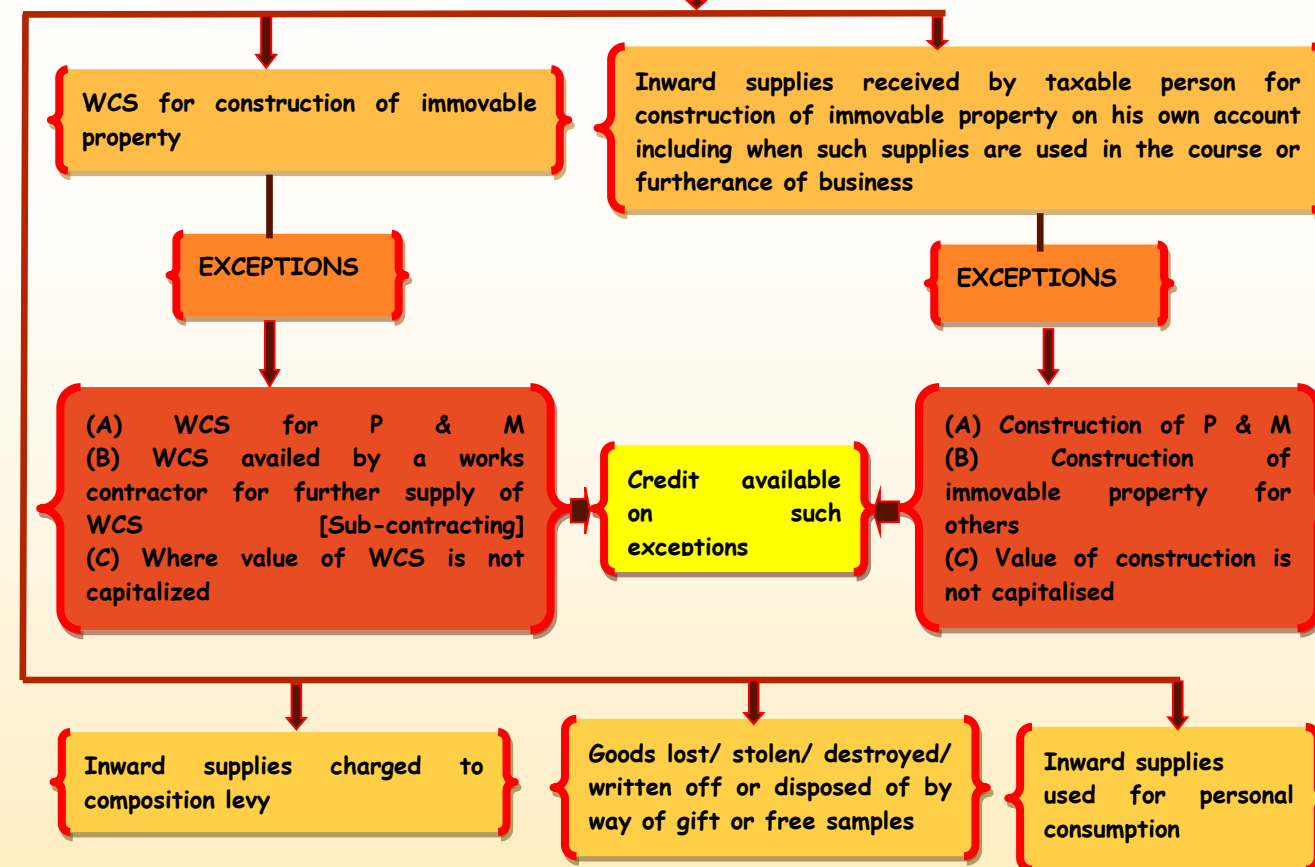 WCS for construction of immovable
property
Inward supplies received by taxable person for
construction of immovable property on his own account
including when such supplies are used in the course or
furtherance of business
EXCEPTIONS
EXCEPTIONS
(A) WCS for P & M
(B) WCS availed by a works
contractor for further supply of
WCS [Sub-contracting]
(C) Where value of WCS is not
capitalized
Credit available
on such
exceptions
(A) Construction of P & M
(B) Construction of
immovable property for
others
(C) Value of construction is
not capitalised
Inward supplies charged to
composition levy
Goods lost/ stolen/ destroyed/
written off or disposed of by
way of gift or free samples
Inward supplies
used for personal
consumption